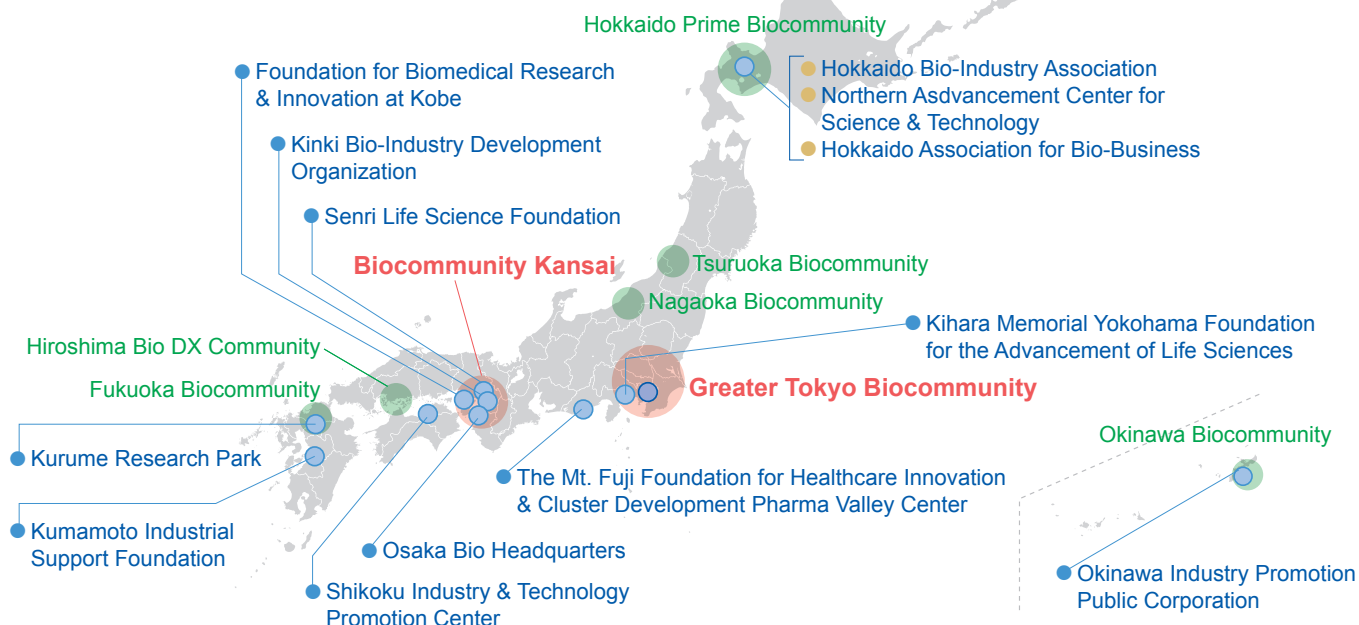 Hokkaido Prime Biocommunity
Foundation for Biomedical Research
& Innovation at Kobe
Hokkaido Bio-Industry Association
Northern Asdvancement Center for
Science & Technology
Hokkaido Association for Bio-Business
Kinki Bio-Industry Development
Organization
Senri Life Science Foundation
Biocommunity Kansai
Tsuruoka Biocommunity
Nagaoka Biocommunity
Kihara Memorial Yokohama Foundation
for the Advancement of Life Sciences
Hiroshima Bio DX Community
Fukuoka Biocommunity
Greater Tokyo Biocommunity
Okinawa Biocommunity
Kurume Research Park
The Mt. Fuji Foundation for Healthcare Innovation
& Cluster Development Pharma Valley Center
Kumamoto Industrial
Support Foundation
Osaka Bio Headquarters
Shikoku Industry & Technology
Promotion Center
Okinawa Industry Promotion
Public Corporation